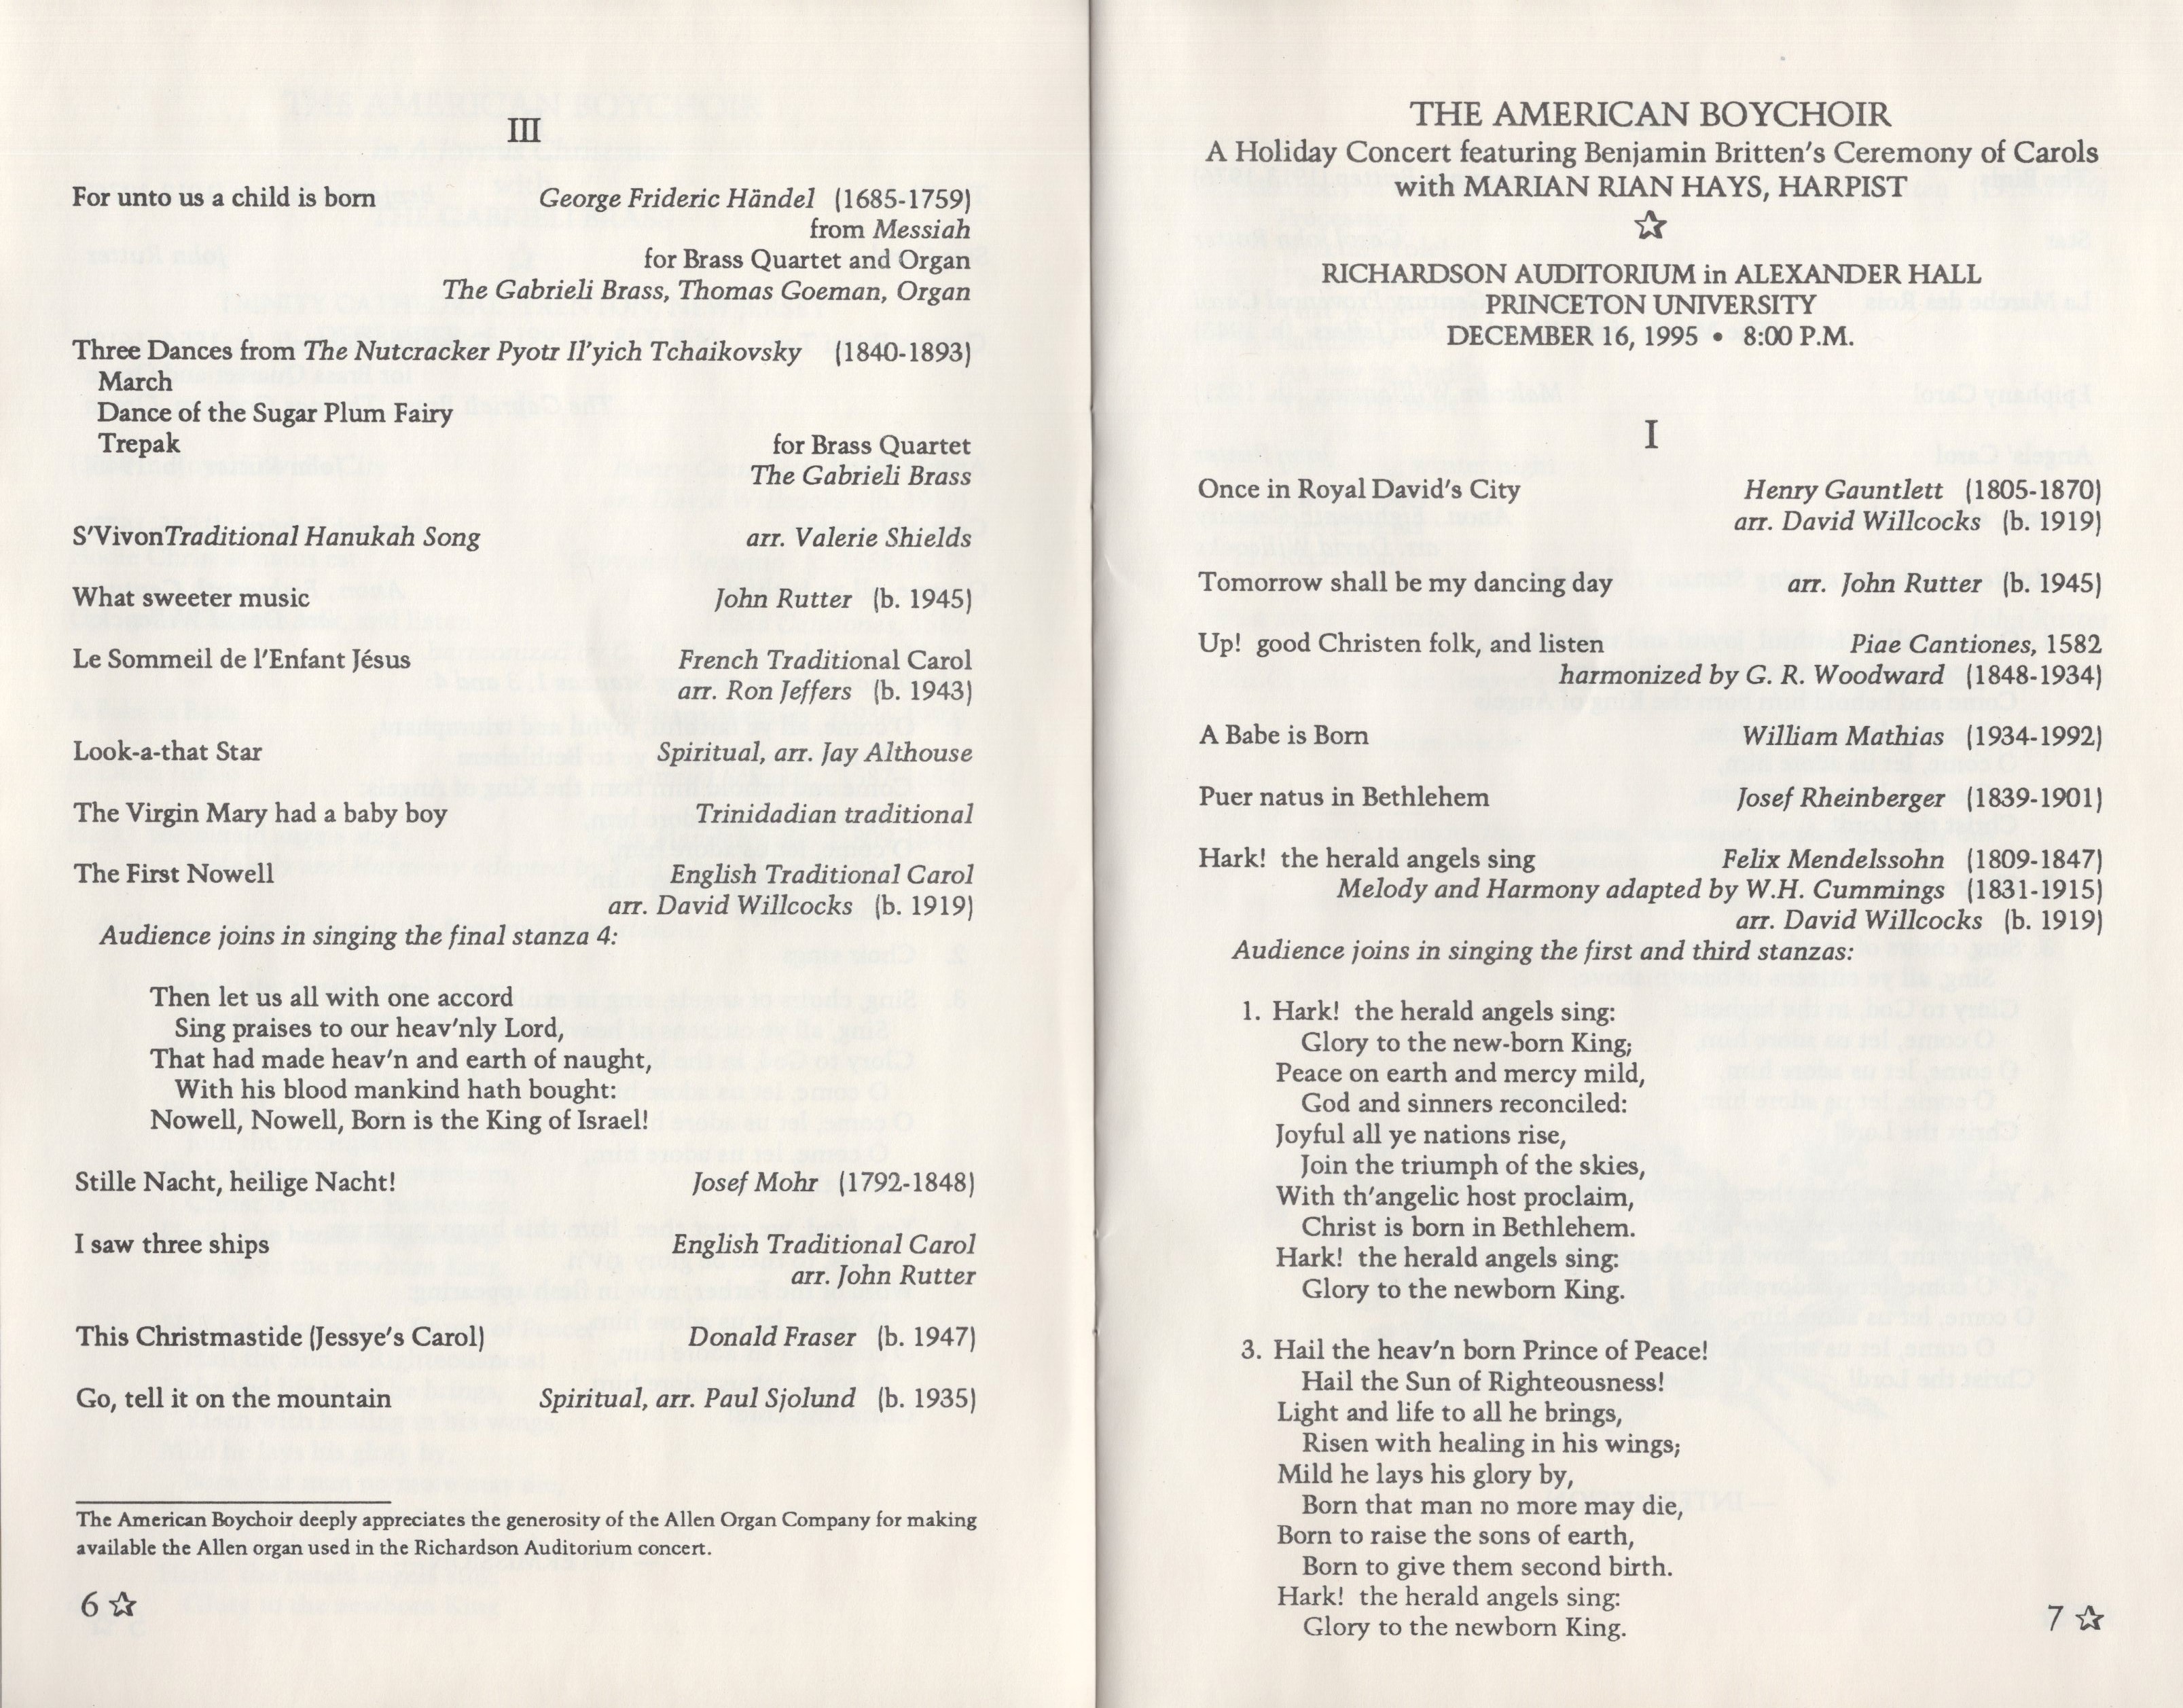 III
For unto us a child is born George Frideric Händel (1685-1759)
from Messiah
for Brass Quartet and Organ
The Gabrieli Brass, Thomas Goeman, Organ
Three Dances from The Nutcracker Pyotr Il'yich Tchaikovsky (1840-1893)
March
Dance of the Sugar Plum Fairy
Trepak for Brass Quartet
The Gabrieli Brass
S'VivonTraditional Hanukah Song arr. Valerie Shields
What sweeter music John Rutter (b. 1945)
Le Sommeil de l'Enfant Jésus French Traditional Carol
arr. Ron Jeffers (b. 1943)
Look-a-that Star Spiritual, arr. Jay Althouse
The Virgin Mary had a baby boy Trinidadian traditional
The First Nowell English Traditional Carol
arr. David Willcocks (b. 1919)
Audience joins in singing the final stanza 4:
Then let us all with one accord
Sing praises to our heav'nly Lord,
That had made heav'n and earth of naught,
With his blood mankind hath bought:
Nowell, Nowell, Born is the King of Israel!
Stille Nacht, heilige Nacht! Josef Mohr (1792-1848)
I saw three ships English Traditional Carol
arr. John Rutter
This Christmastide (Jessye's Carol) Donald Fraser (b. 1947)
Go, tell it on the mountain Spiritual, arr. Paul Sjolund (b. 1935)
The American Boychoir deeply appreciates the generosity of the Allen Organ Company for making
available the Allen organ used in the Richardson Auditorium concert.
6 ☆
THE AMERICAN BOYCHOIR
A Holiday Concert featuring Benjamin Britten's Ceremony of Carols
with MARIAN RIAN HAYS, HARPIST
☆
RICHARDSON AUDITORIUM in ALEXANDER HALL
PRINCETON UNIVERSITY
DECEMBER 16, 1995 • 8:00 P.M.
I
Once in Royal David's City Henry Gauntlett (1805-1870)
arr. David Willcocks (b. 1919)
Tomorrow shall be my dancing day arr. John Rutter (b. 1945)
Up! good Christen folk, and listen Piae Cantiones, 1582
harmonized by G. R. Woodward (1848-1934)
A Babe is Born William Mathias (1934-1992)
Puer natus in Bethlehem Josef Rheinberger (1839-1901)
Hark! the herald angels sing Felix Mendelssohn (1809-1847)
Melody and Harmony adapted by W.H. Cummings (1831-1915)
arr. David Willcocks (b. 1919)
Audience joins in singing the first and third stanzas:
1. Hark! the herald angels sing:
Glory to the new-born King;
Peace on earth and mercy mild,
God and sinners reconciled:
Joyful all ye nations rise,
Join the triumph of the skies,
With th'angelic host proclaim,
Christ is born in Bethlehem.
Hark! the herald angels sing:
Glory to the newborn King.
3. Hail the heav'n born Prince of Peace!
Hail the Sun of Righteousness!
Light and life to all he brings,
Risen with healing in his wings;
Mild he lays his glory by,
Born that man no more may die,
Born to raise the sons of earth,
Born to give them second birth.
Hark! the herald angels sing:
Glory to the newborn King.
7 ☆